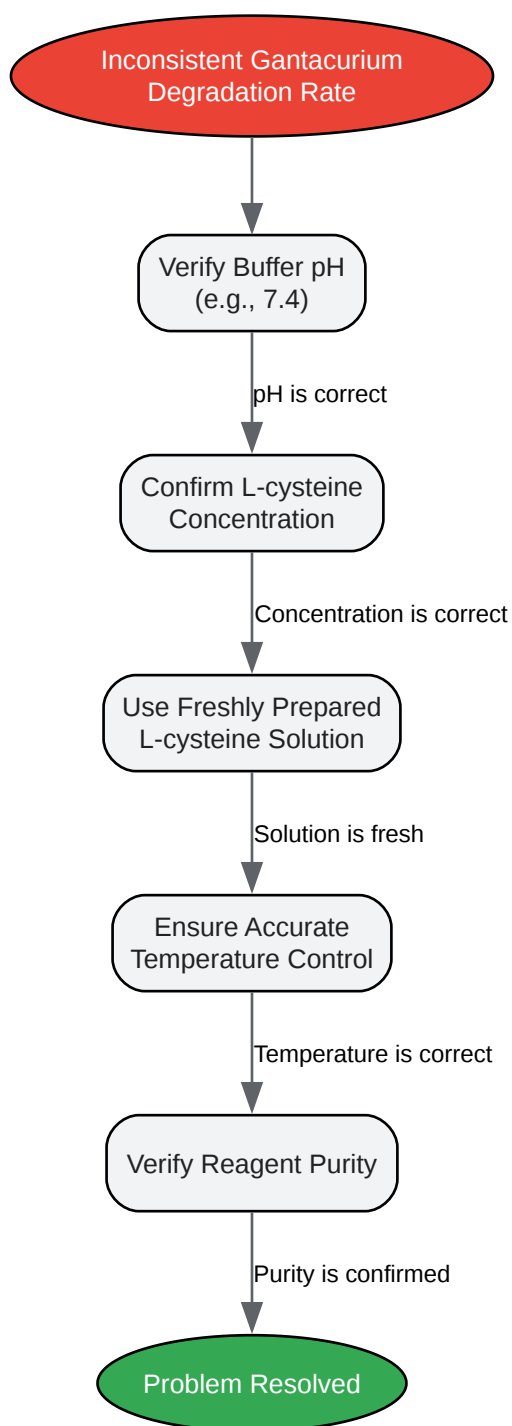 Inconsistent Gantacurium
Degradation Rate
Verify Buffer pH
(e.g., 7.4)
pH is correct
Confirm L-cysteine
Concentration
Concentration is correct
Use Freshly Prepared
L-cysteine Solution
Solution is fresh
Ensure Accurate
Temperature Control
Temperature is correct
Verify Reagent Purity
Purity is confirmed
Problem Resolved